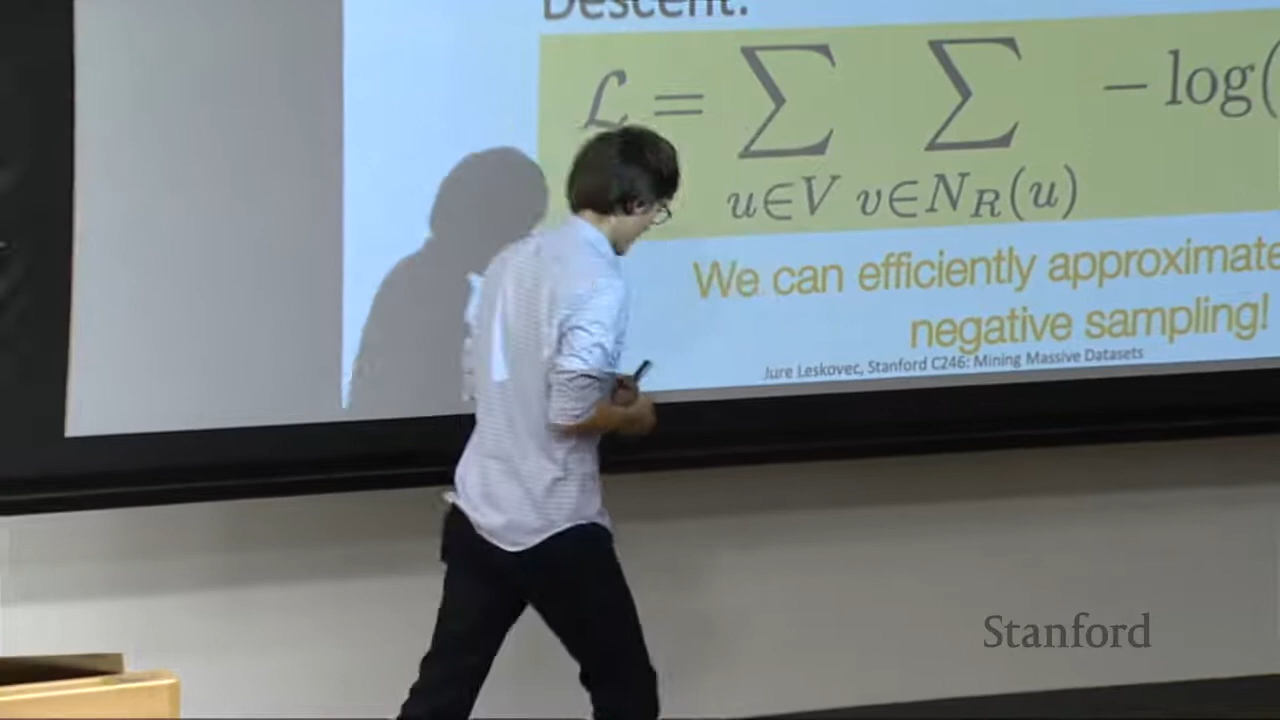 Descent:
ℒ = ∑ ∑ − log(
u∈V v∈N_R(u)
We can efficiently approximate
negative sampling!
Jure Leskovec, Stanford C246: Mining Massive Datasets
Stanford